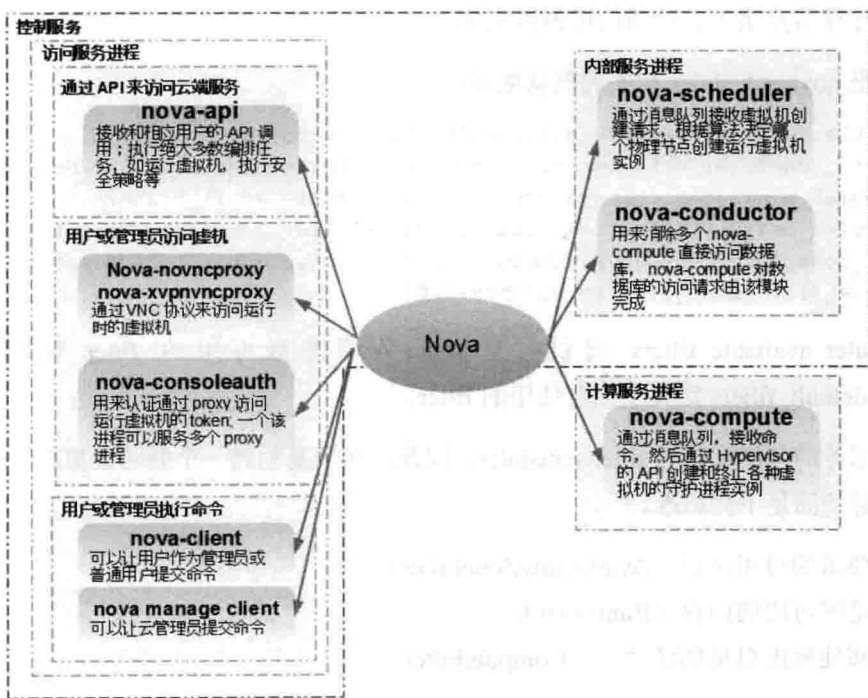 控制服务
访问服务进程
通过API来访问云端服务
nova-api
接收和相应用户的 API 调
用；执行绝大多数编排任
务，如运行虚拟机，执行安
全策略等
用户或管理员访问虚机
Nova-novncproxy
nova-xvpnvncproxy
通过VNC 协议来访问运行
时的虚拟机
nova-consoleauth
用来认证通过 proxy 访问
运行虚拟机的 token; 一个该
进程可以服务多个 proxy
进程
用户或管理员执行命令
nova-client
可以让用户作为管理员或
普通用户提交命令
nova manage client
可以让云管理员提交命令
Nova
内部服务进程
nova-scheduler
通过消息队列接收虚拟机创
建请求，根据算法决定哪
个物理节点创建运行虚拟机
实例
nova-conductor
用来消除多个 nova-
compute 直接访问数据
库，nova-compute 对数
据库的访问请求由该模块
完成
计算服务进程
nova-compute
通过消息队列，接收命
令，然后通过 Hypervisor
的 API 创建和终止各种虚
拟机的守护进程实例